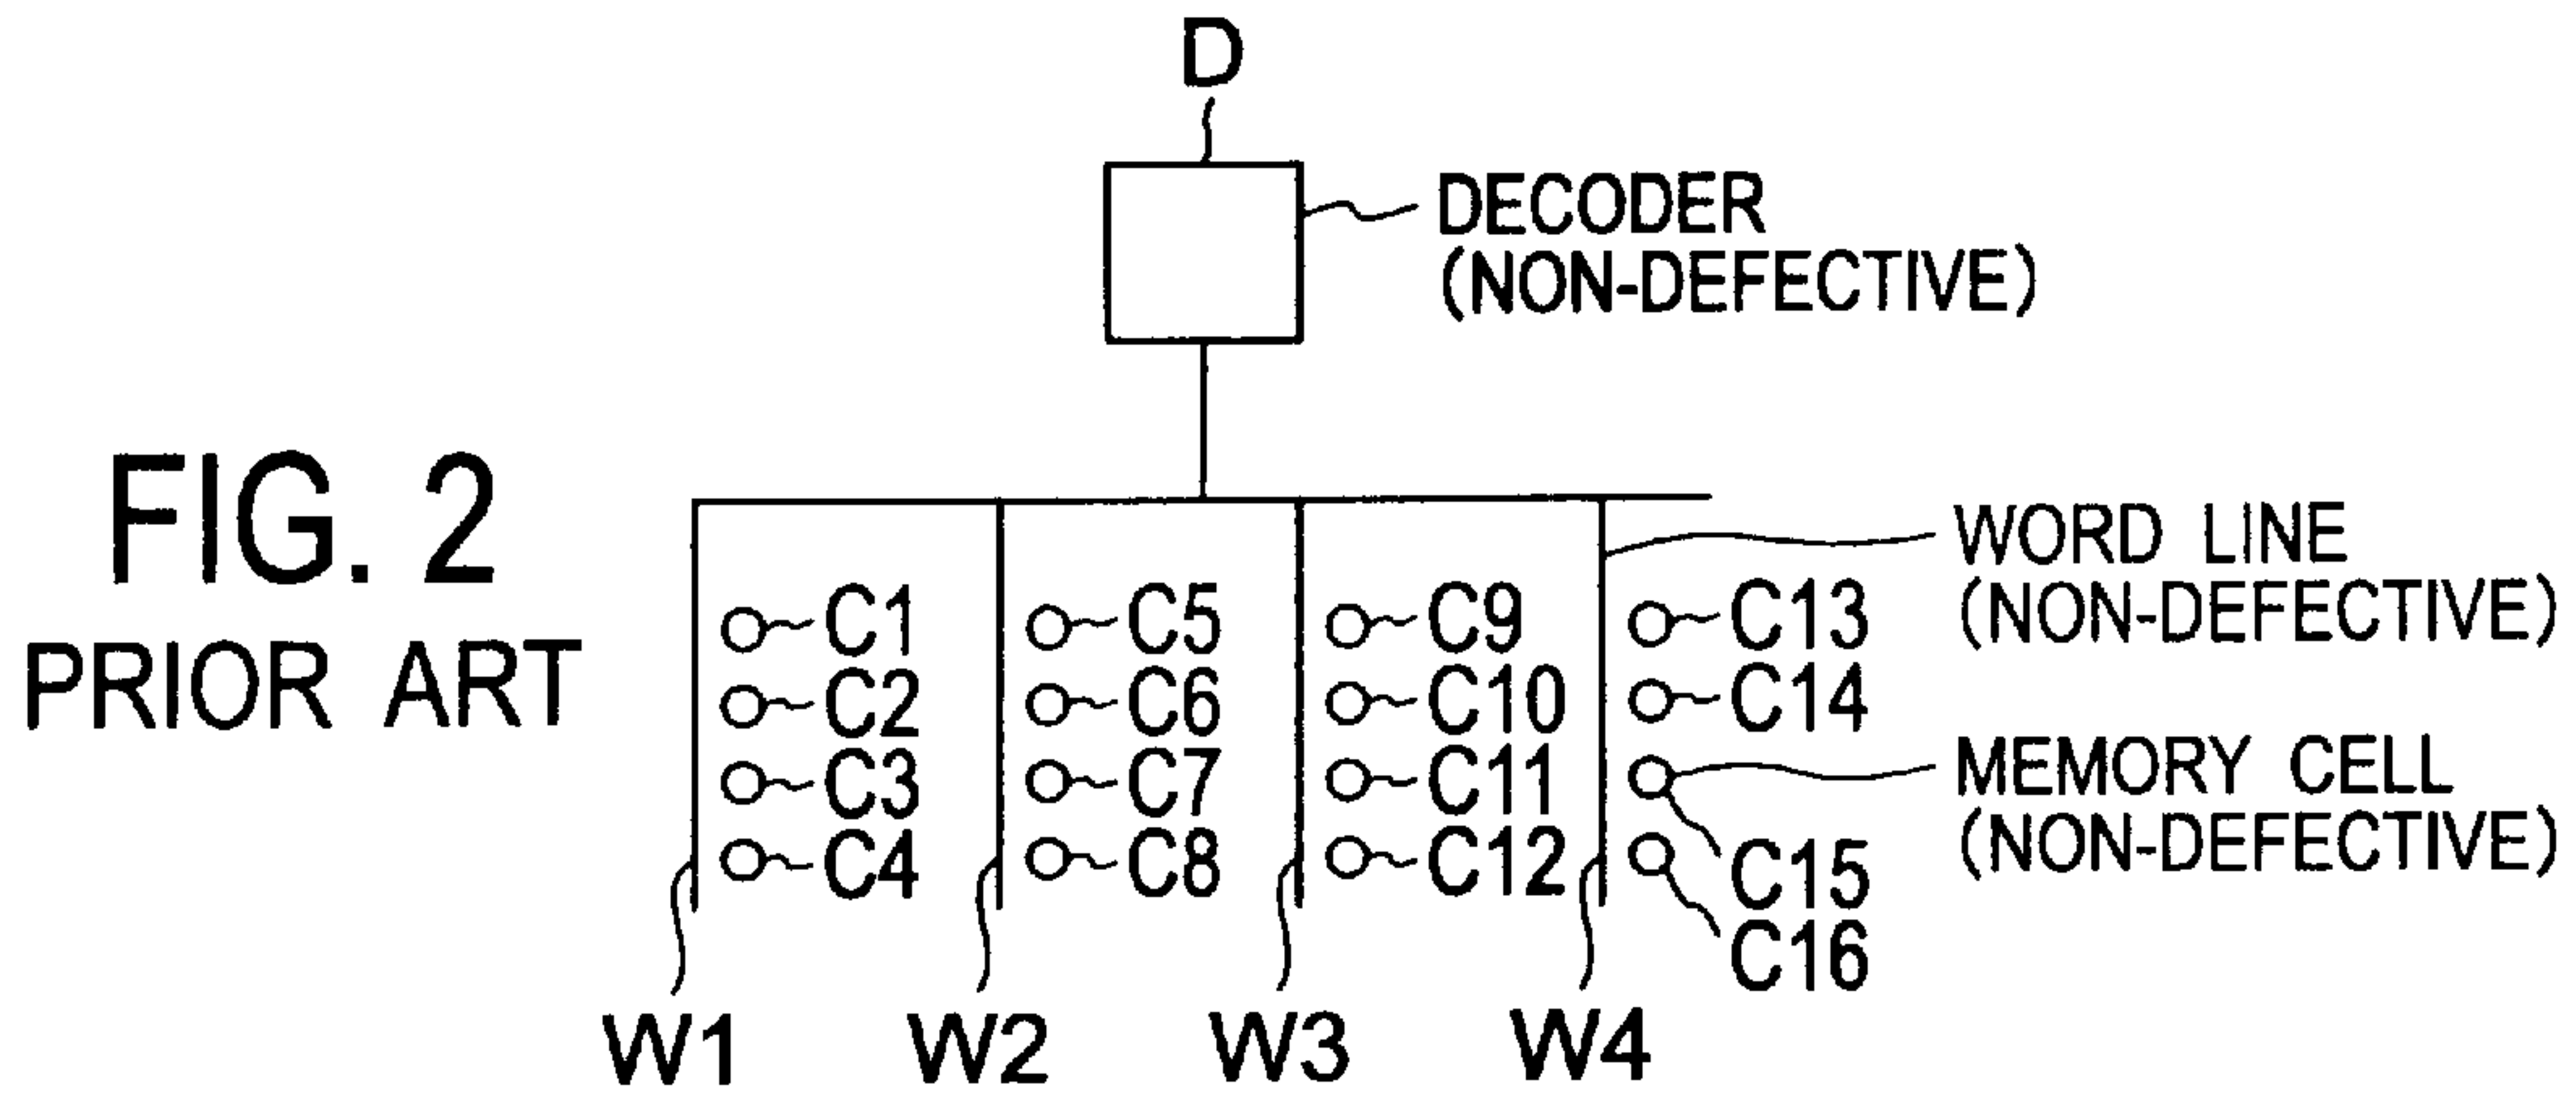 D
DECODER
(NON-DEFECTIVE)
FIG. 2
PRIOR ART
WORD LINE
(NON-DEFECTIVE)
C1
C5
C9
C13
C2
C6
C10
C14
C3
C7
C11
MEMORY CELL
(NON-DEFECTIVE)
C4
C8
C12
C15
C16
W1
W2
W3
W4